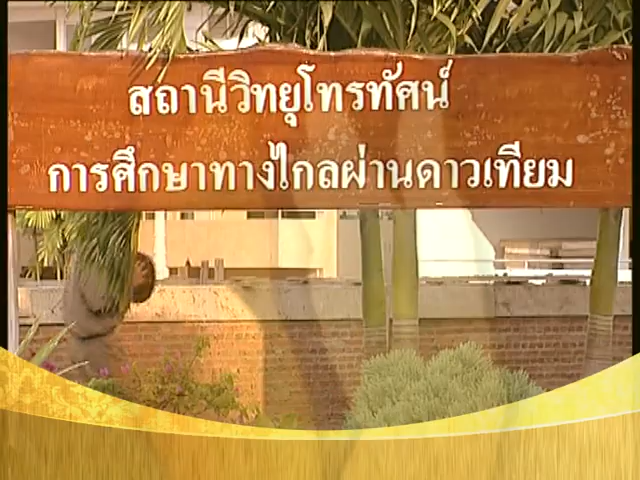 สถานีวิทยุโทรทัศน์
การศึกษาทางไกลผ่านดาวเทียม